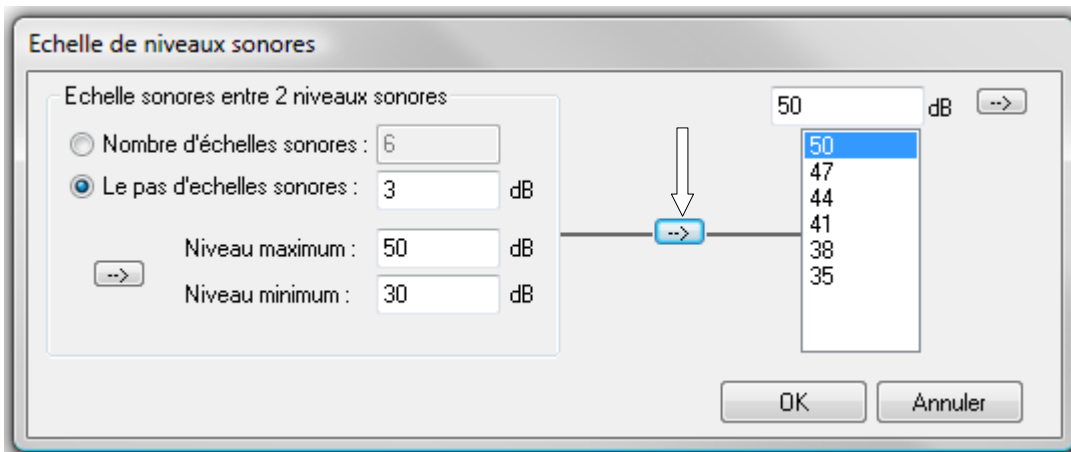 Echelle de niveaux sonores
Echelle sonores entre 2 niveaux sonores
Nombre d'échelles sonores : 6
Le pas d'echelles sonores : 3 dB
Niveau maximum : 50 dB
-->
Niveau minimum : 30 dB
-->
50 dB -->
50
47
44
41
38
35
OK Annuler